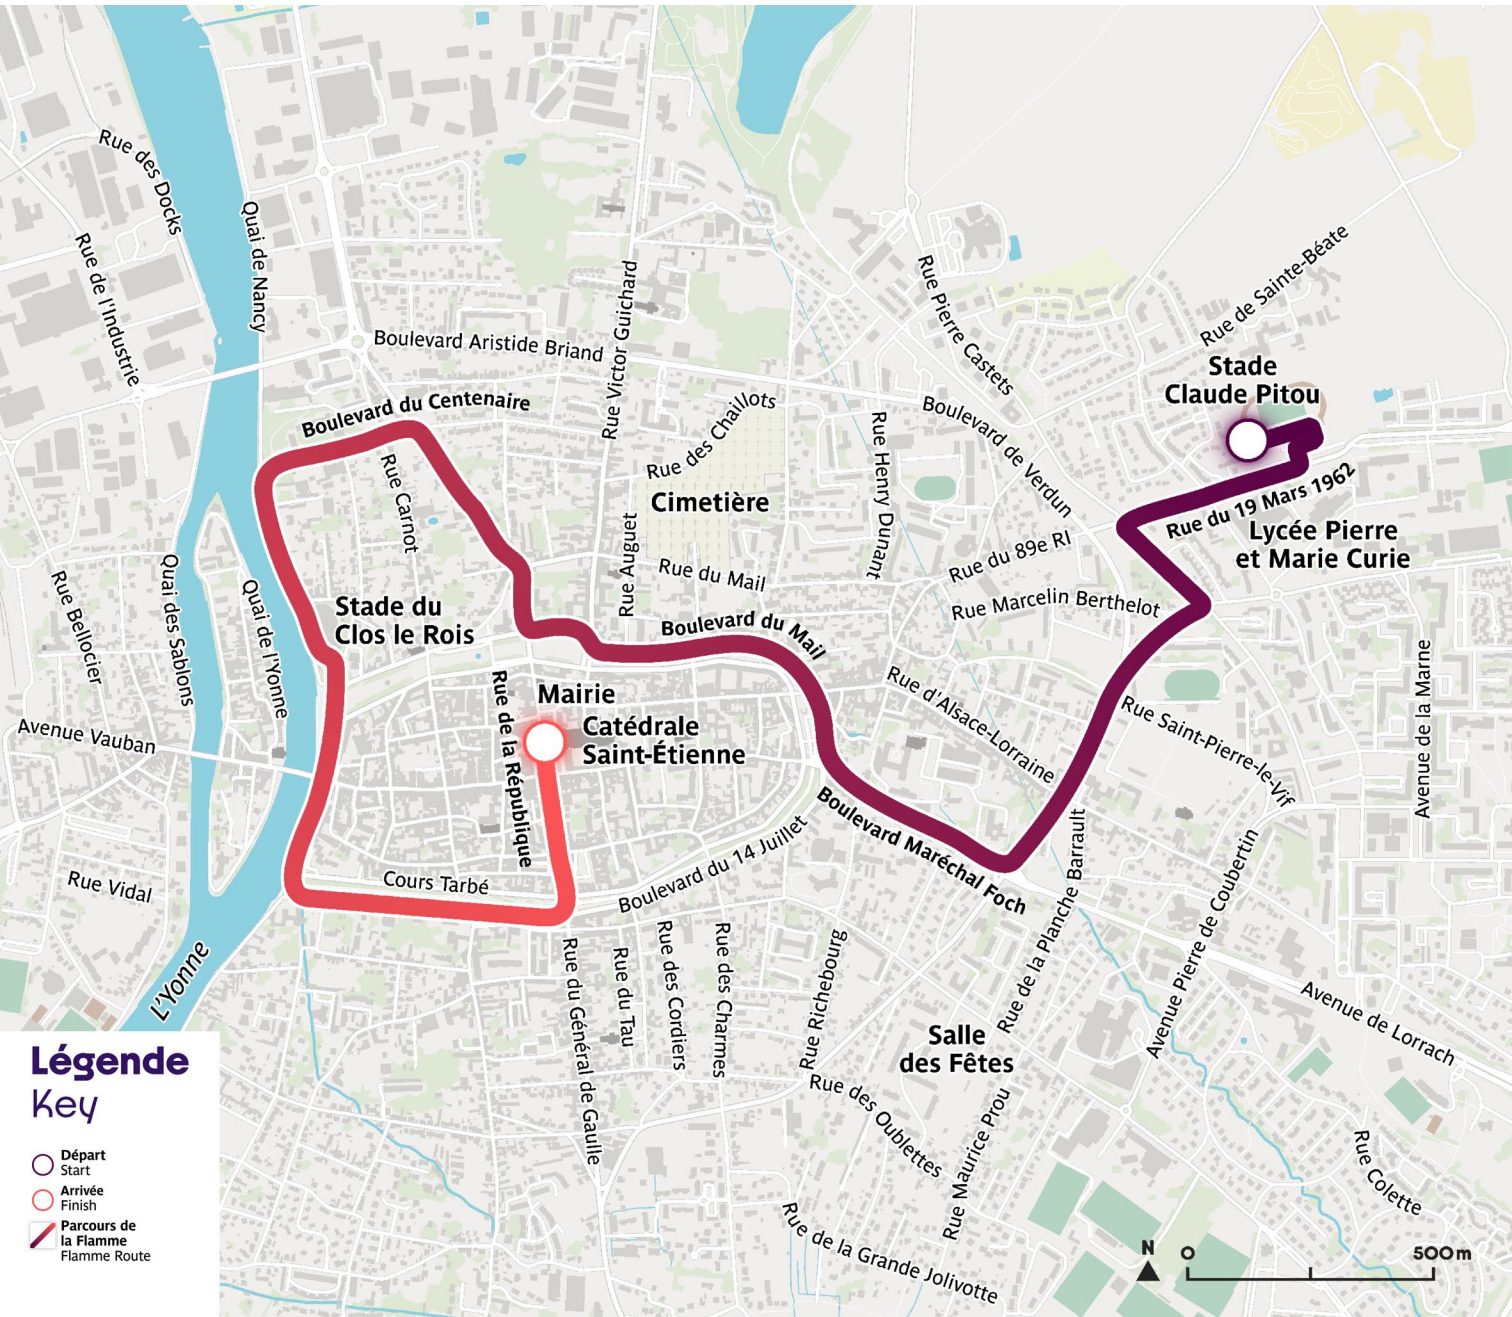 Rue des Docks
Quai de Nancy
Rue de l'Industrie
Rue Victor Guichard
Rue Pierre Castets
Rue de Sainte-Béate
Boulevard Aristide Briand
Stade
Claude Pitou
Boulevard du Centenaire
Rue des Chaillots
Rue Henry Dunant
Boulevard de Verdun
Rue Carnot
Cimetière
Rue du 19 Mars 1962
Lycée Pierre
et Marie Curie
Rue Auguet
Rue du Mail
Rue du 89e RI
Rue Marcelin Berthelot
Rue Bellocier
Quai des Sablons
Quai de l'Yonne
Stade du
Clos le Rois
Boulevard du Mail
Rue de la République
Mairie
Catédrale
Saint-Étienne
Rue d'Alsace-Lorraine
Rue Saint-Pierre-le-Vif
Avenue de la Marne
Avenue Vauban
Boulevard Maréchal Foch
Rue de la Planche Barrault
Avenue Pierre de Coubertin
Rue Vidal
Cours Tarbé
Boulevard du 14 Juillet
L'Yonne
Rue du Général de Gaulle
Rue du Tau
Rue des Cordiers
Rue des Charmes
Rue Richebourg
Salle
des Fêtes
Avenue de Lorrach
Rue des Oublettes
Rue Maurice Prou
Rue Colette
Rue de la Grande Jolivotte
Légende
Key
Départ
Start
Arrivée
Finish
Parcours de
la Flamme
Flamme Route
N
0
500m